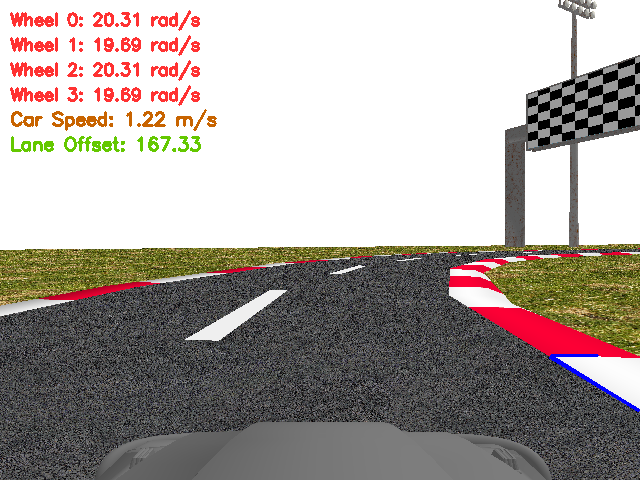 Wheel 0: 20.31 rad/s
Wheel 1: 19.69 rad/s
Wheel 2: 20.31 rad/s
Wheel 3: 19.69 rad/s
Car Speed: 1.22 m/s
Lane Offset: 167.33